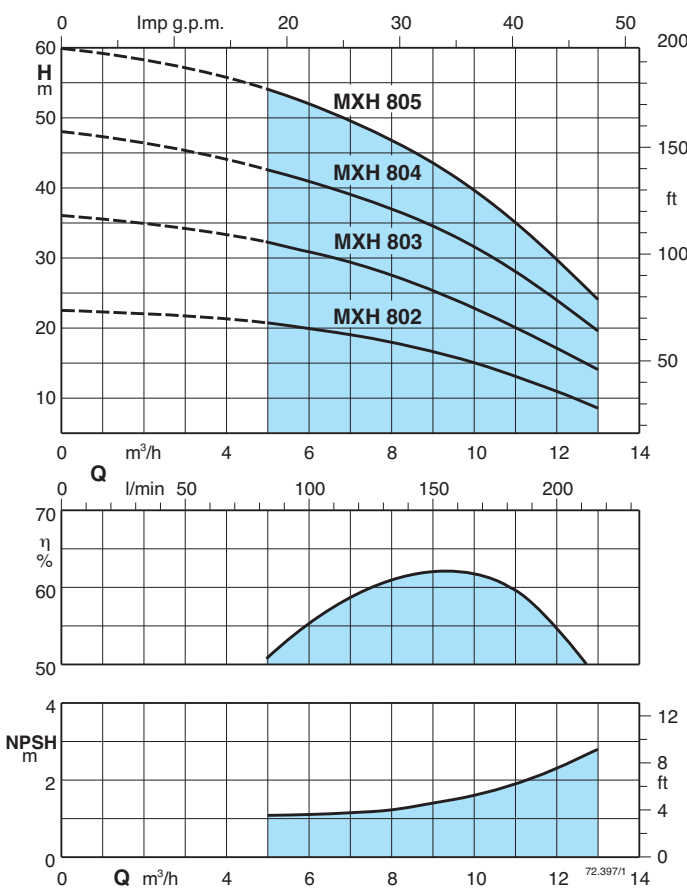 0 Imp g.p.m. 20 30 40 50
60 200
H
m
MXH 805
50
150
MXH 804
40
ft
MXH 803
30 100
MXH 802
20
50
10
0 m³/h 4 6 8 10 12 14
Q
0 l/min 50 100 150 200
70
η
%
60
50
4
12
NPSH
m
8
2 ft
4
0 0
72.397/1
0 Q m³/h 4 6 8 10 12 14